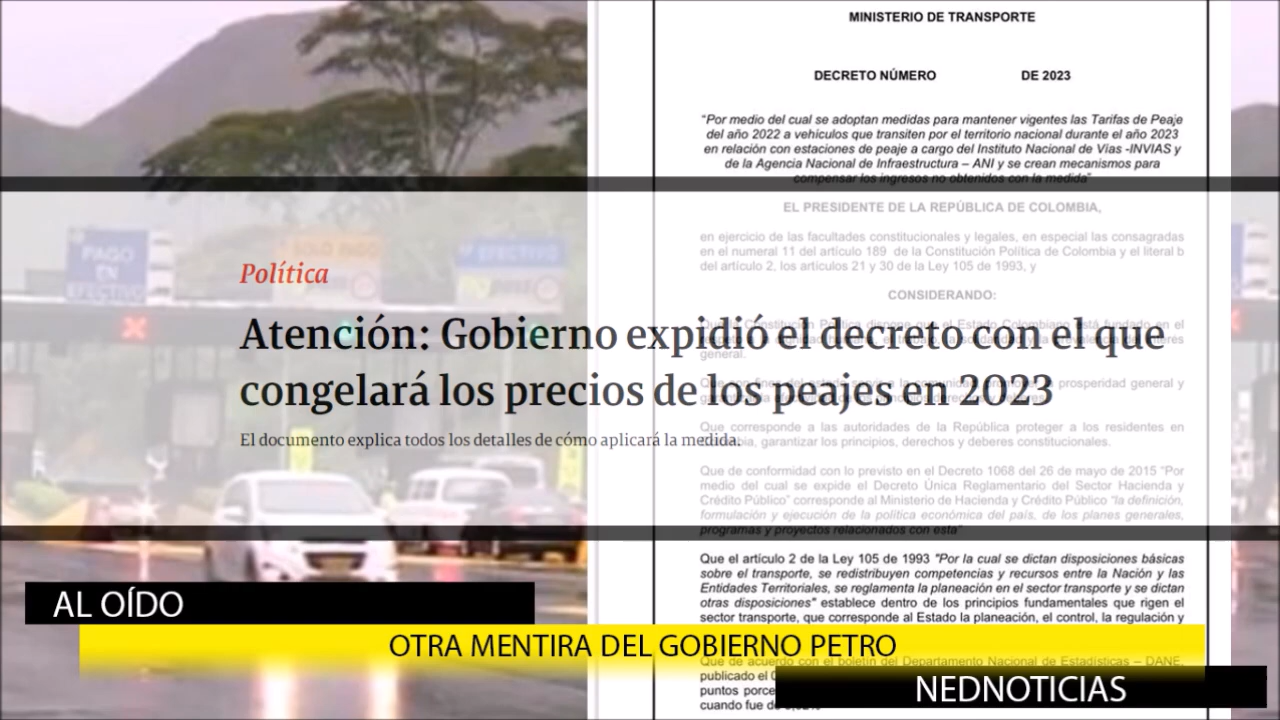 MINISTERIO DE TRANSPORTE
DECRETO NÚMERO DE 2023
“Por medio del cual se adoptan medidas para mantener vigentes las Tarifas de Peaje
del año 2022 a vehículos que transiten por el territorio nacional durante el año 2023
en relación con estaciones de peaje a cargo del Instituto Nacional de Vías -INVIAS y
de la Agencia Nacional de Infraestructura – ANI y se crean mecanismos para
compensar los ingresos no obtenidos con la medida”
EL PRESIDENTE DE LA REPÚBLICA DE COLOMBIA,
en ejercicio de las facultades constitucionales y legales, en especial las consagradas
en el numeral 11 del artículo 189 de la Constitución Política de Colombia y el literal b
del artículo 2, los artículos 21 y 30 de la Ley 105 de 1993, y
CONSIDERANDO:
Política
Atención: Gobierno expidió el decreto con el que
congelará los precios de los peajes en 2023
El documento explica todos los detalles de cómo aplicará la medida.
general.
prosperidad general y
Que corresponde a las autoridades de la República proteger a los residentes en
garantizar los principios, derechos y deberes constitucionales.
Que de conformidad con lo previsto en el Decreto 1068 del 26 de mayo de 2015 “Por
medio del cual se expide el Decreto Único Reglamentario del Sector Hacienda y
Crédito Público” corresponde al Ministerio de Hacienda y Crédito Público “la definición,
formulación y ejecución de la política económica del país, de los planes generales,
programas y proyectos relacionados con esta”
Que el artículo 2 de la Ley 105 de 1993 "Por la cual se dictan disposiciones básicas
sobre el transporte, se redistribuyen competencias y recursos entre la Nación y las
Entidades Territoriales, se reglamenta la planeación en el sector transporte y se dictan
otras disposiciones" establece dentro de los principios fundamentales que rigen el
sector transporte, que corresponde al Estado la planeación, el control, la regulación y
AL OÍDO
OTRA MENTIRA DEL GOBIERNO PETRO
Que de acuerdo con el boletín del Departamento Nacional de Estadísticas – DANE,
publicado el
puntos
cuando fue de
NEDNOTICIAS
PAGO
EN
EFECTIVO
EFECTIVO